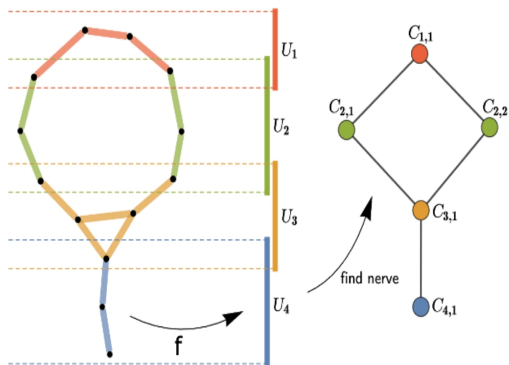 C1,1
U1
C2,1
C2,2
U2
U3
C3,1
find nerve
U4
C4,1
f